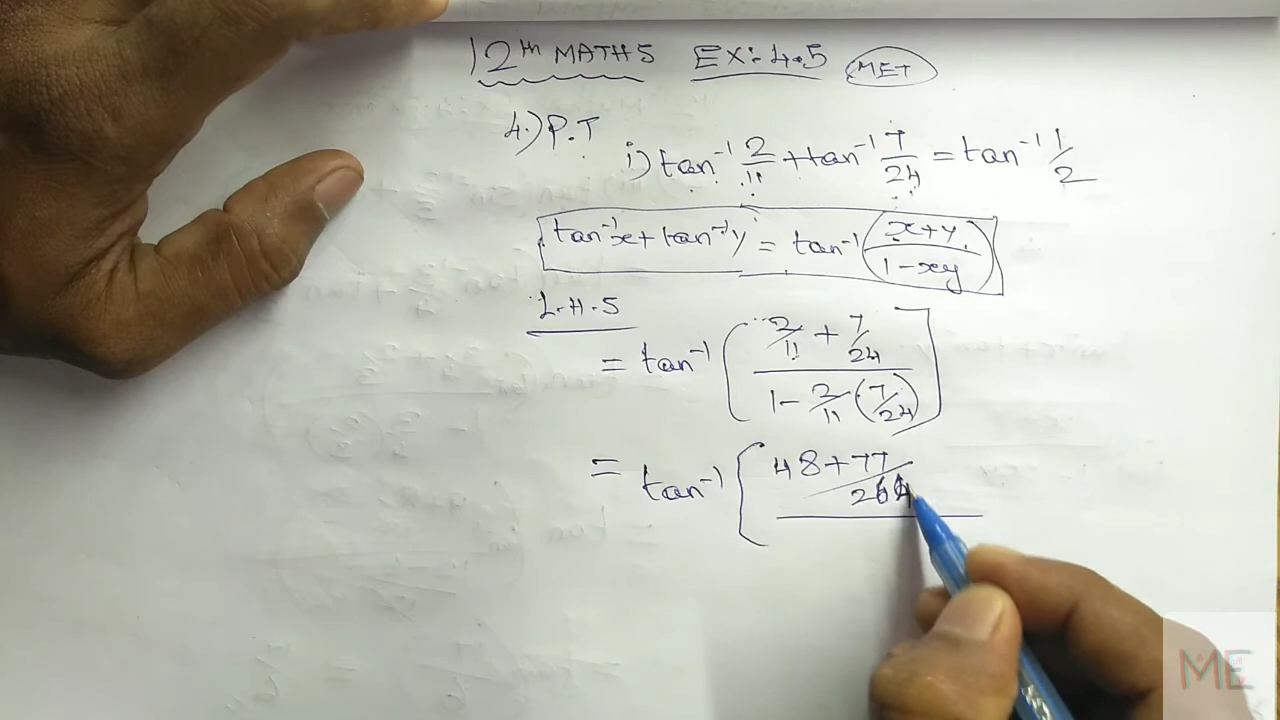 12th MATHS EX:4.5 MET
4.) P.T
i) tan⁻¹ 2/11 + tan⁻¹ 7/24 = tan⁻¹ 1/2
tan⁻¹x + tan⁻¹y = tan⁻¹ (x+y / 1-xy)
L.H.S
= tan⁻¹ [2/11 + 7/24 / 1 - 2/11 (7/24)]
= tan⁻¹ [48+77 / 264
ME